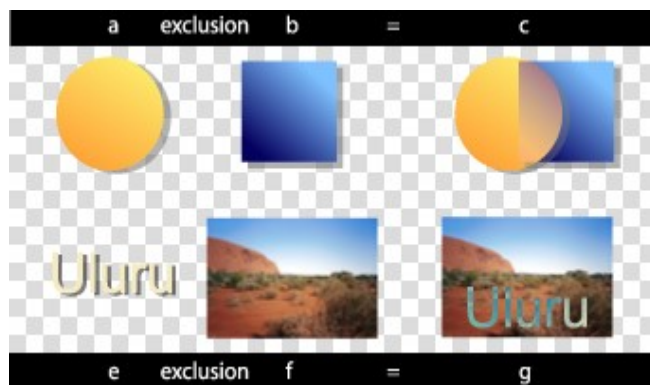 a exclusion b = c
Uluru Uluru
e exclusion f = g